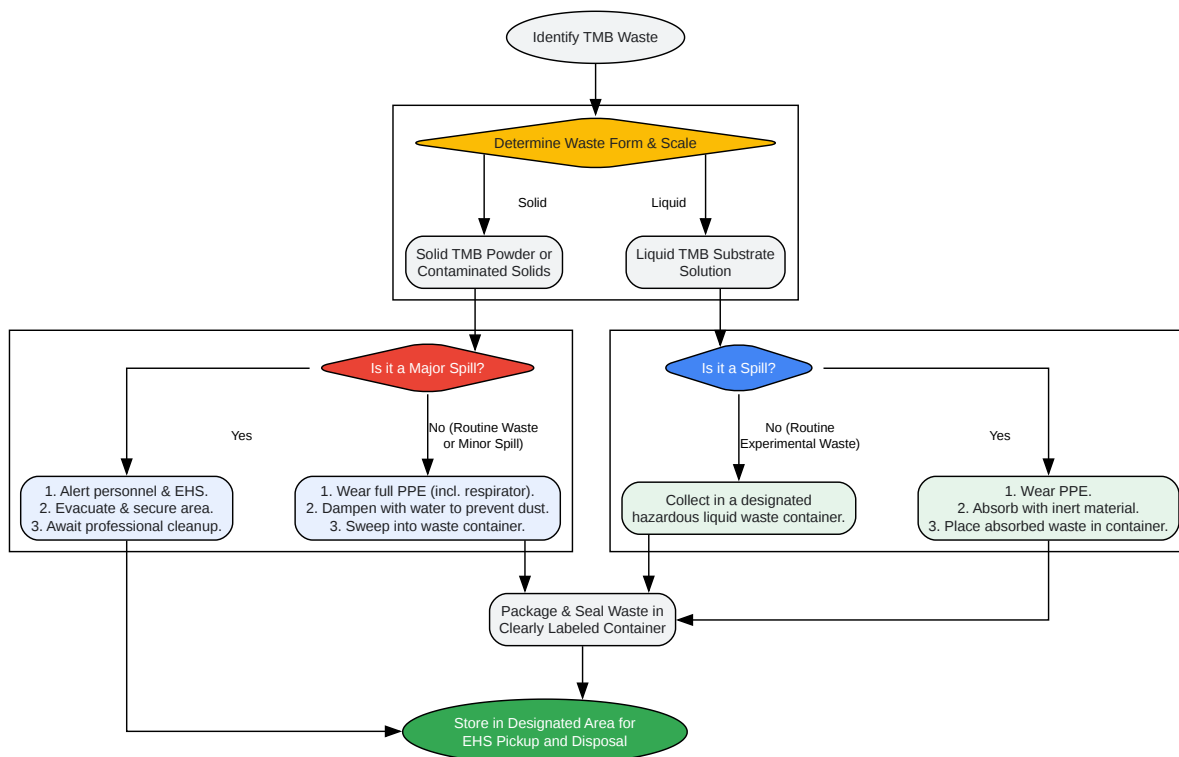 Identify TMB Waste
Determine Waste Form & Scale
Solid
Liquid
Solid TMB Powder or
Contaminated Solids
Liquid TMB Substrate
Solution
Is it a Major Spill?
Is it a Spill?
Yes
No (Routine Waste
or Minor Spill)
No (Routine
Experimental Waste)
Yes
1. Alert personnel & EHS.
2. Evacuate & secure area.
3. Await professional cleanup.
1. Wear full PPE (incl. respirator).
2. Dampen with water to prevent dust.
3. Sweep into waste container.
Collect in a designated
hazardous liquid waste container.
1. Wear PPE.
2. Absorb with inert material.
3. Place absorbed waste in container.
Package & Seal Waste in
Clearly Labeled Container
Store in Designated Area for
EHS Pickup and Disposal